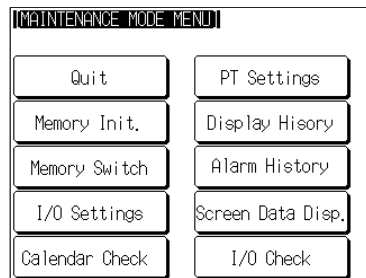 [MAINTENANCE MODE MENU]
Quit
PT Settings
Memory Init.
Display Hisory
Memory Switch
Alarm History
I/O Settings
Screen Data Disp.
Calendar Check
I/O Check